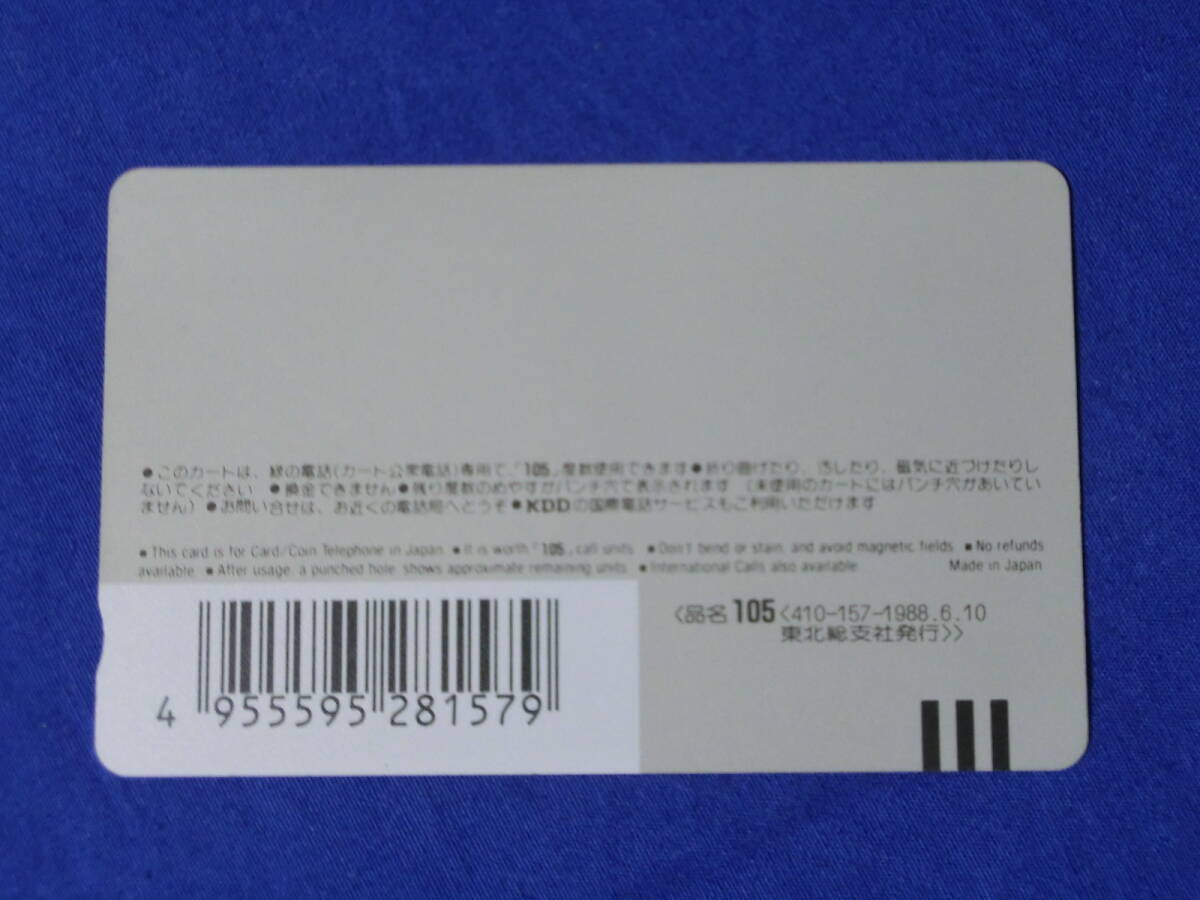 ●このカードは、緑の電話(カード公衆電話)専用で、「105」度数使用できます●折り曲げたり、汚したり、磁気に近づけたりし
ないでください ●換金できません●残り度数のめやすがパンチ穴で表示されます (未使用のカードにはパンチ穴があいてい
ません) ●お問い合せは、お近くの電話局へどうぞ●KDDの国際電話サービスもご利用いただけます
■This card is for Card/Coin Telephone in Japan ■It is worth「105」call units ■Don't bend or stain, and avoid magnetic fields ■No refunds
available ■After usage, a punched hole shows approximate remaining units ■International Calls also available Made in Japan
〈品名 105〈410-157-1988.6.10
東北総支社発行〉〉
4 955595 281579